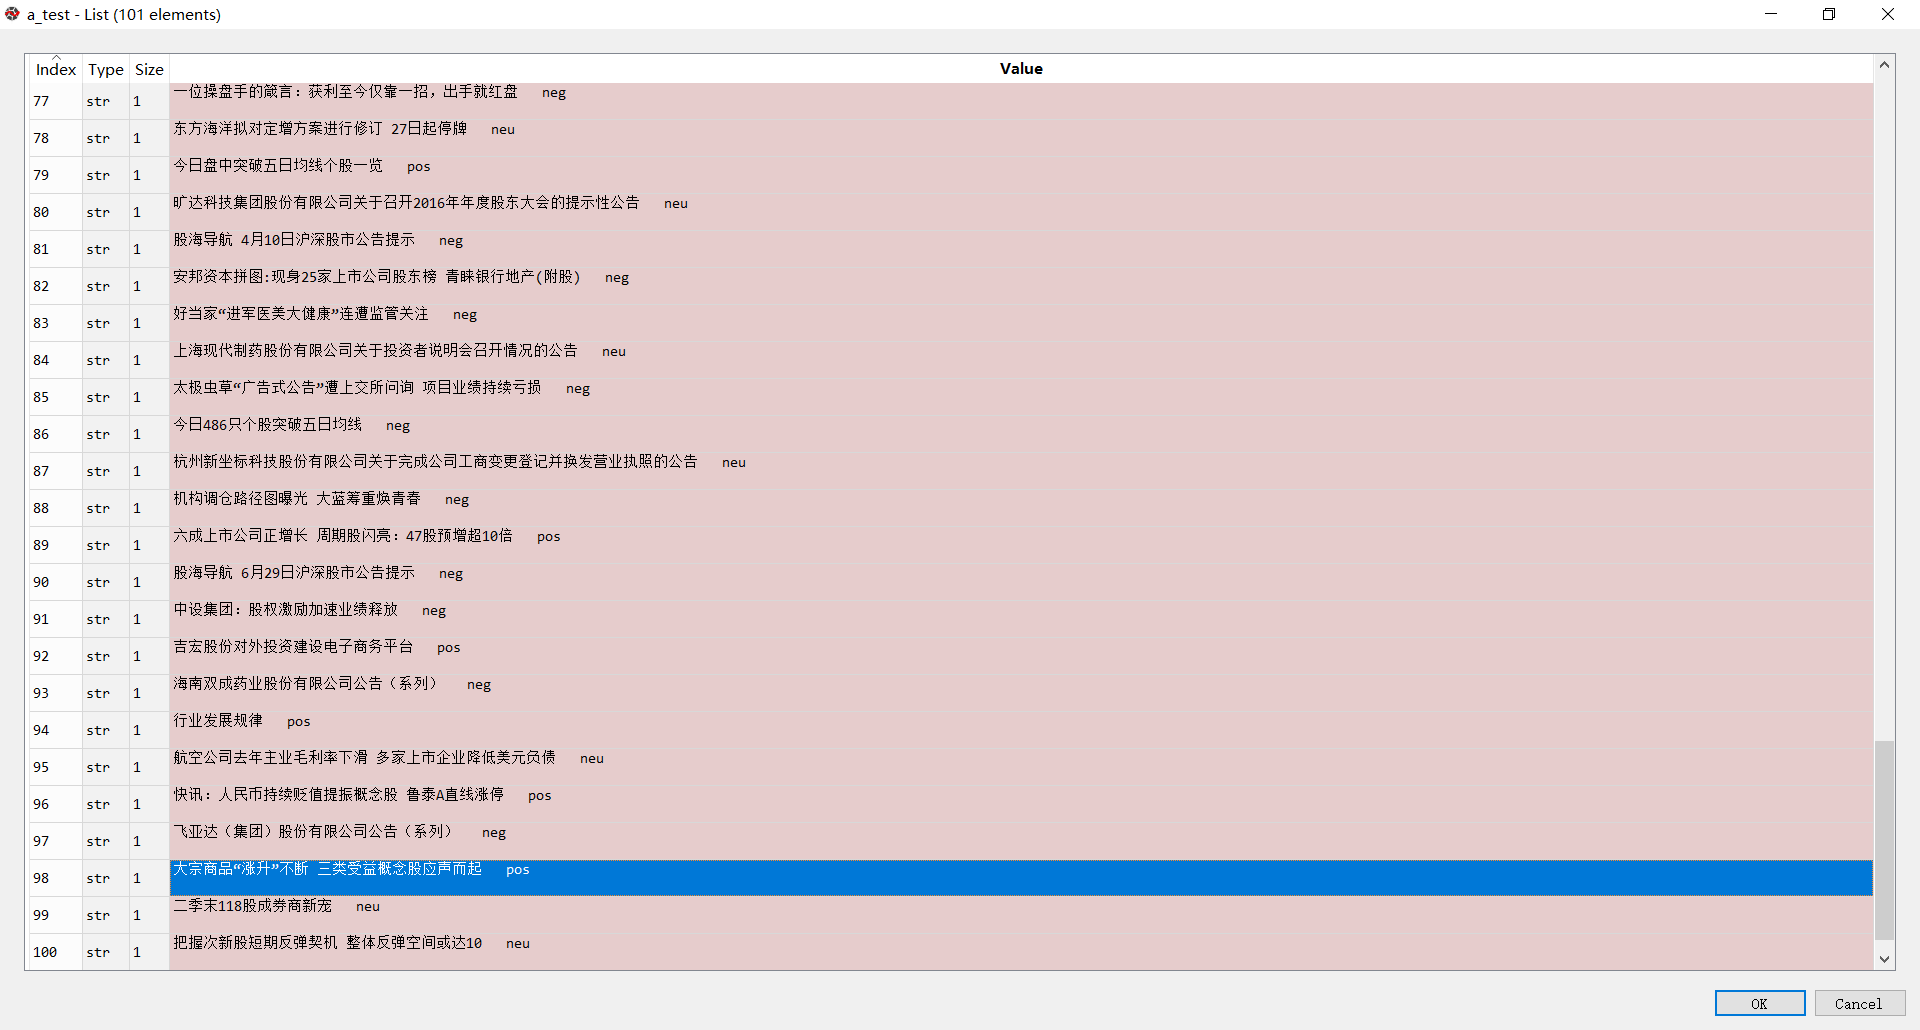 a_test - List (101 elements)
Index Type Size Value
77 str 1 一位操盘手的箴言：获利至今仅靠一招，出手就红盘 neg
78 str 1 东方海洋拟对定增方案进行修订 27日起停牌 neu
79 str 1 今日盘中突破五日均线个股一览 pos
80 str 1 旷达科技集团股份有限公司关于召开2016年年度股东大会的提示性公告 neu
81 str 1 股海导航 4月10日沪深股市公告提示 neg
82 str 1 安邦资本拼图:现身25家上市公司股东榜 青睐银行地产(附股) neg
83 str 1 好当家“进军医美大健康”连遭监管关注 neg
84 str 1 上海现代制药股份有限公司关于投资者说明会召开情况的公告 neu
85 str 1 太极虫草“广告式公告”遭上交所问询 项目业绩持续亏损 neg
86 str 1 今日486只个股突破五日均线 neg
87 str 1 杭州新坐标科技股份有限公司关于完成公司工商变更登记并换发营业执照的公告 neu
88 str 1 机构调仓路径图曝光 大蓝筹重焕青春 neg
89 str 1 六成上市公司正增长 周期股闪亮：47股预增超10倍 pos
90 str 1 股海导航 6月29日沪深股市公告提示 neg
91 str 1 中设集团：股权激励加速业绩释放 neg
92 str 1 吉宏股份对外投资建设电子商务平台 pos
93 str 1 海南双成药业股份有限公司公告（系列） neg
94 str 1 行业发展规律 pos
95 str 1 航空公司去年主业毛利率下滑 多家上市企业降低美元负债 neu
96 str 1 快讯：人民币持续贬值提振概念股 鲁泰A直线涨停 pos
97 str 1 飞亚达（集团）股份有限公司公告（系列） neg
98 str 1 大宗商品“涨升”不断 三类受益概念股应声而起 pos
99 str 1 二季末118股成券商新宠 neu
100 str 1 把握次新股短期反弹契机 整体反弹空间或达10 neu
OK Cancel